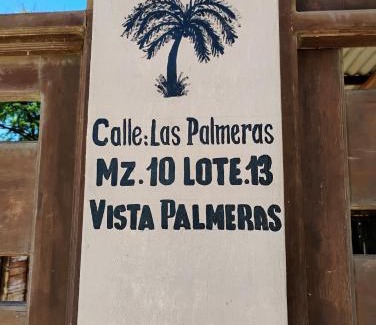 Calle: Las Palmeras
MZ. 10 LOTE. 13
VISTA PALMERAS